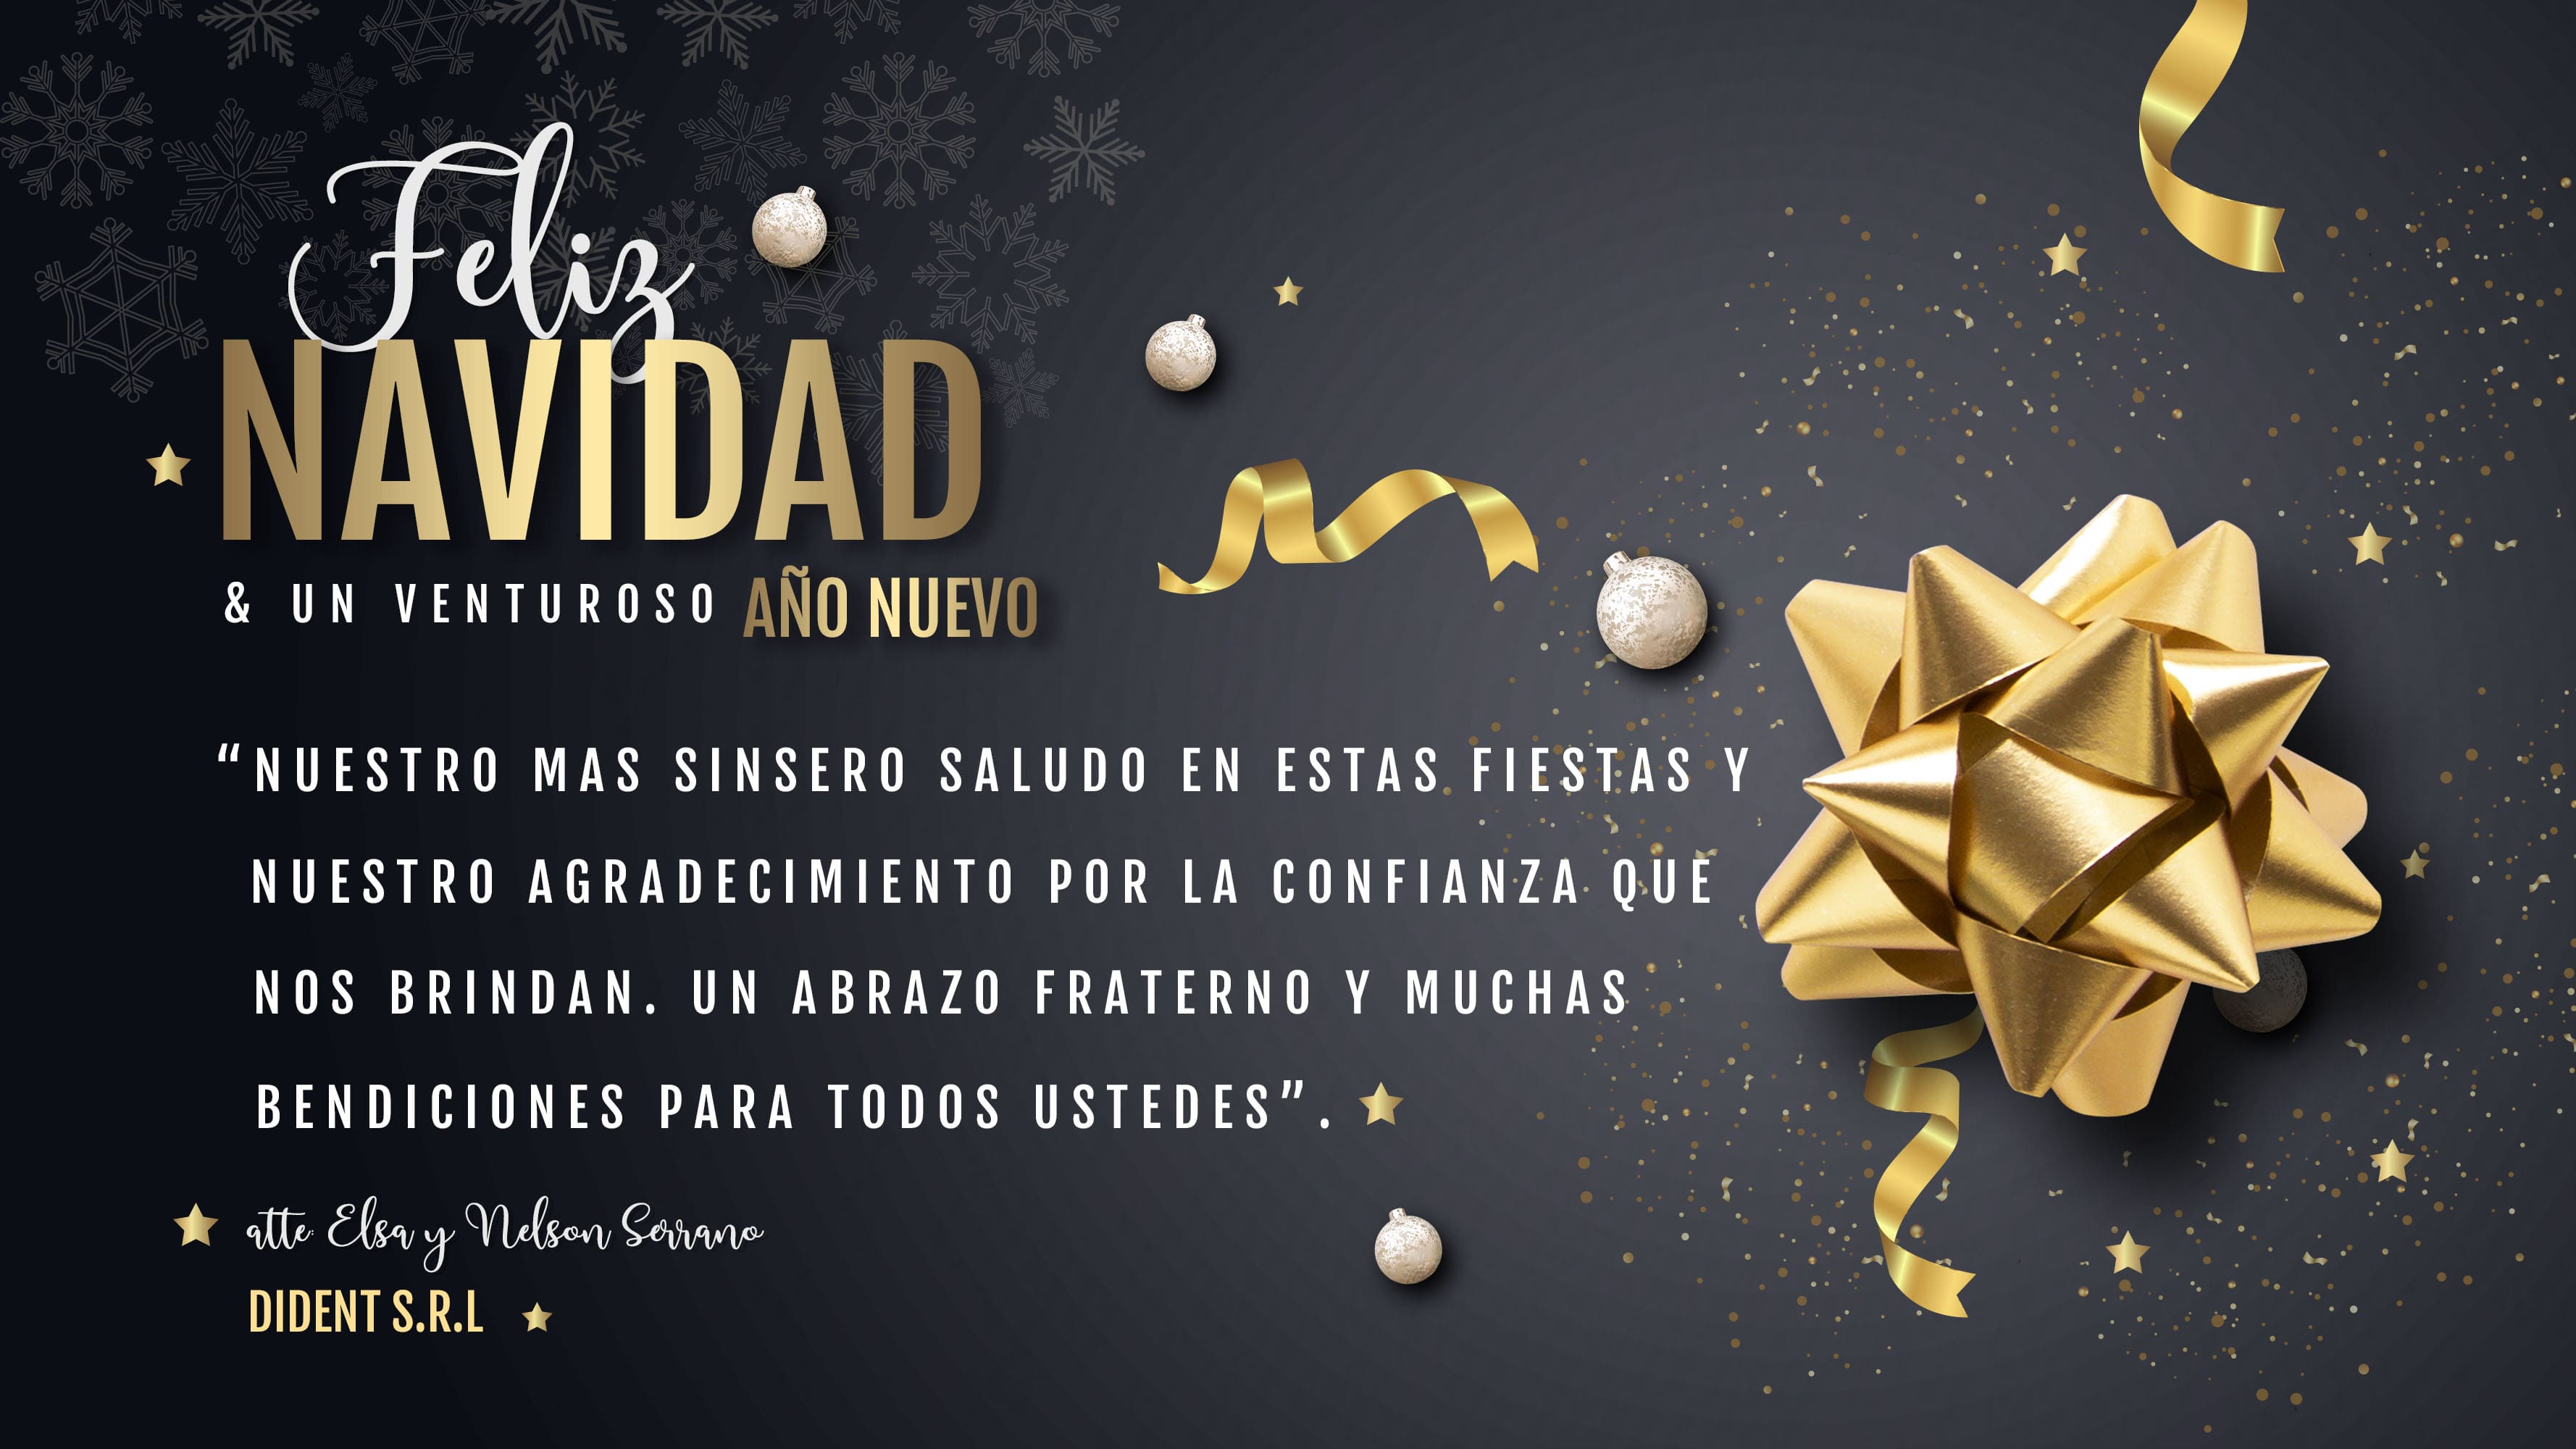 Feliz
NAVIDAD
& UN VENTUROSO AÑO NUEVO
“NUESTRO MAS SINSERO SALUDO EN ESTAS FIESTAS Y
NUESTRO AGRADECIMIENTO POR LA CONFIANZA QUE
NOS BRINDAN. UN ABRAZO FRATERNO Y MUCHAS
BENDICIONES PARA TODOS USTEDES”.
atte: Elsa y Nelson Serrano
DIDENT S.R.L